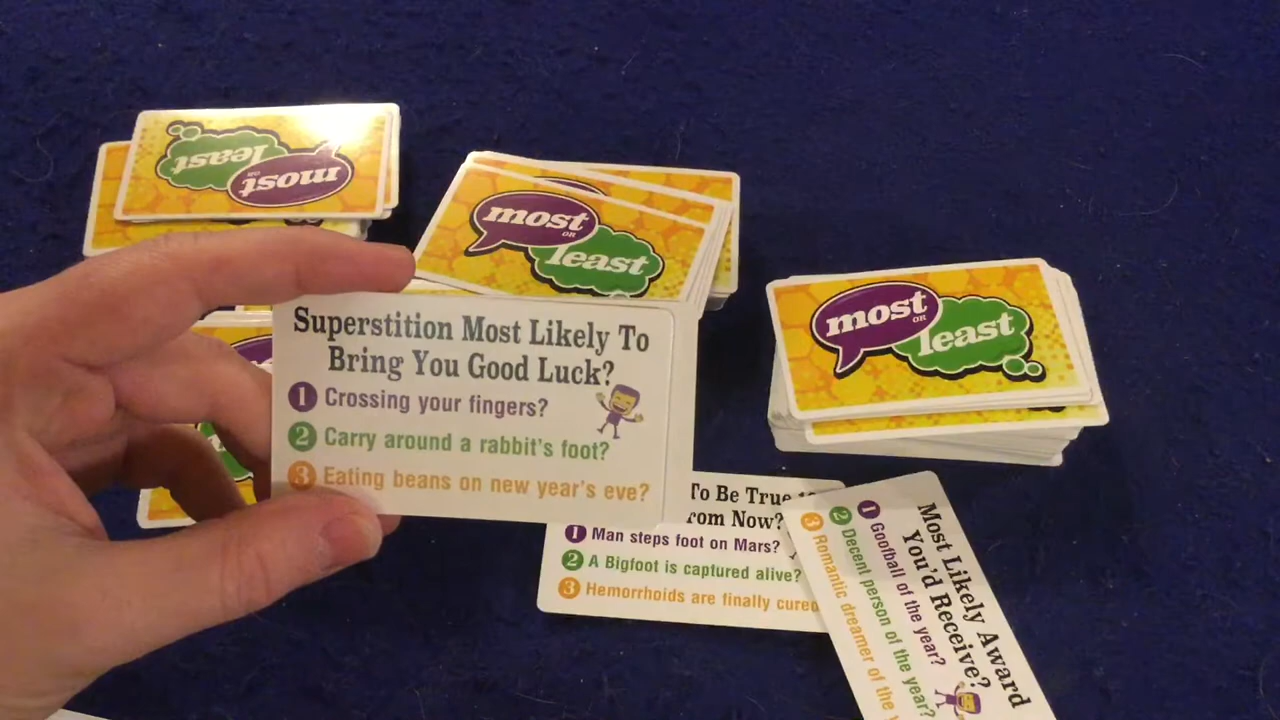 least
OR
most
most
OR
least
most
OR
least
Superstition Most Likely To
Bring You Good Luck?
1 Crossing your fingers?
2 Carry around a rabbit's foot?
3 Eating beans on new year's eve?
To Be True
rom Now?
1 Man steps foot on Mars?
2 A Bigfoot is captured alive?
3 Hemorrhoids are finally cured
Most Likely Award
You'd Receive?
1 Goofball of the year?
2 Decent person of the year?
3 Romantic dreamer of the